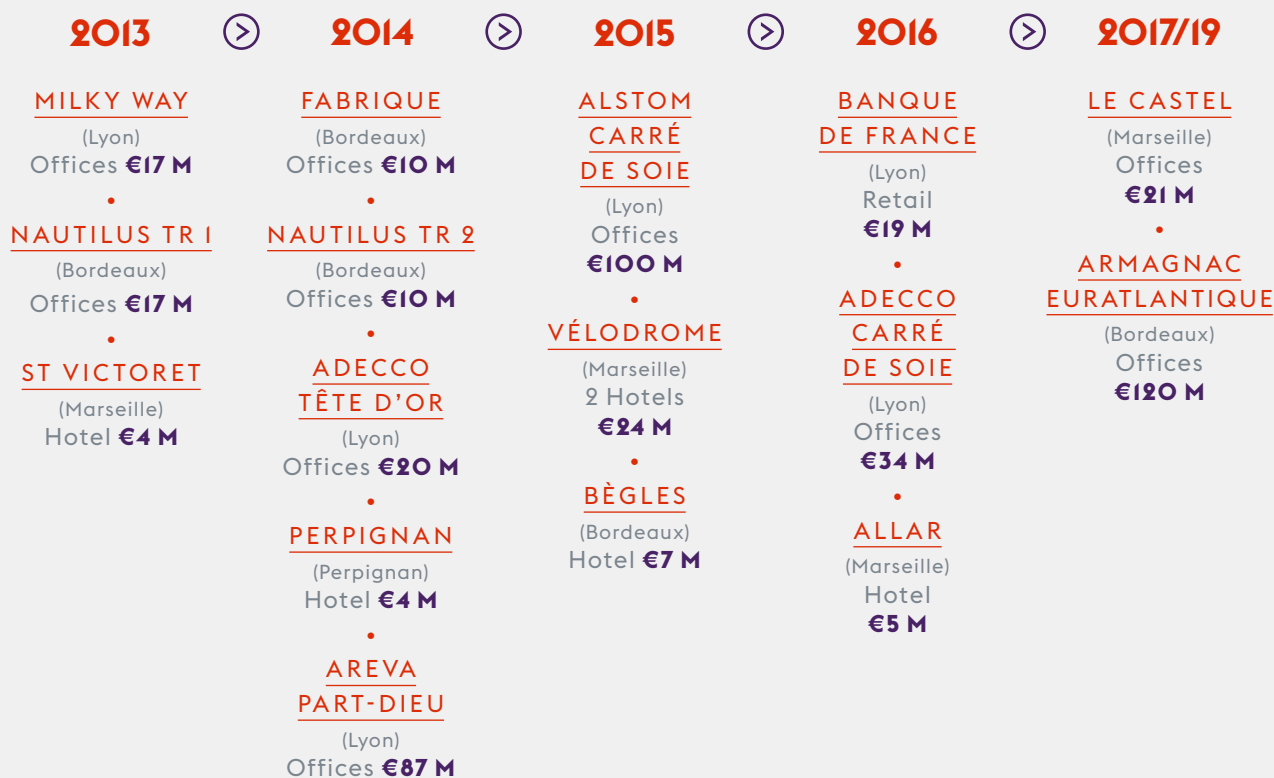 2013
MILKY WAY
(Lyon)
Offices €17 M
•
NAUTILUS TR 1
(Bordeaux)
Offices €17 M
•
ST VICTORET
(Marseille)
Hotel €4 M
2014
FABRIQUE
(Bordeaux)
Offices €10 M
•
NAUTILUS TR 2
(Bordeaux)
Offices €10 M
•
ADECCO
TÊTE D'OR
(Lyon)
Offices €20 M
•
PERPIGNAN
(Perpignan)
Hotel €4 M
•
AREVA
PART-DIEU
(Lyon)
Offices €87 M
2015
ALSTOM
CARRÉ
DE SOIE
(Lyon)
Offices
€100 M
•
VÉLODROME
(Marseille)
2 Hotels
€24 M
•
BÈGLES
(Bordeaux)
Hotel €7 M
2016
BANQUE
DE FRANCE
(Lyon)
Retail
€19 M
•
ADECCO
CARRÉ
DE SOIE
(Lyon)
Offices
€34 M
•
ALLAR
(Marseille)
Hotel
€5 M
2017/19
LE CASTEL
(Marseille)
Offices
€21 M
•
ARMAGNAC
EURATLANTIQUE
(Bordeaux)
Offices
€120 M